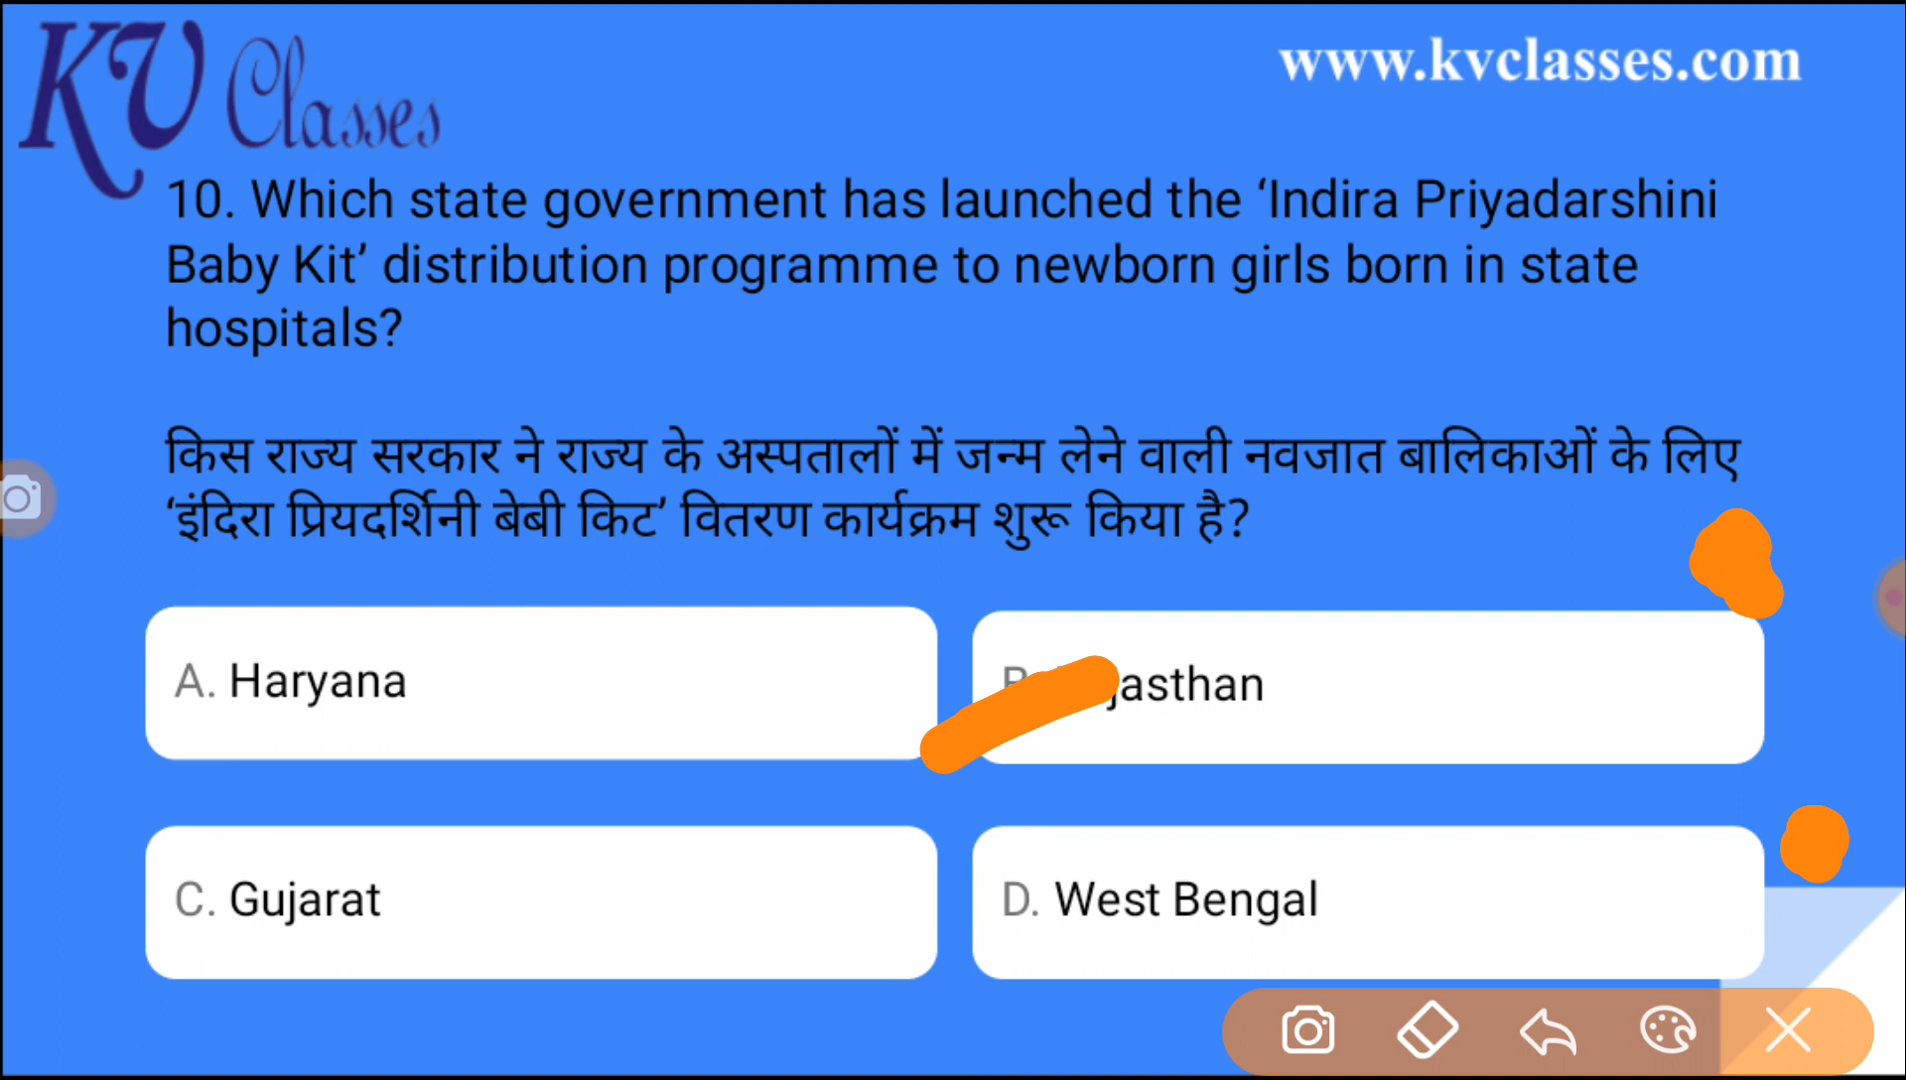 KV Classes
www.kvclasses.com
10. Which state government has launched the ‘Indira Priyadarshini
Baby Kit’ distribution programme to newborn girls born in state
hospitals?
किस राज्य सरकार ने राज्य के अस्पतालों में जन्म लेने वाली नवजात बालिकाओं के लिए
‘इंदिरा प्रियदर्शिनी बेबी किट’ वितरण कार्यक्रम शुरू किया है?
A. Haryana
jasthan
C. Gujarat
D. West Bengal